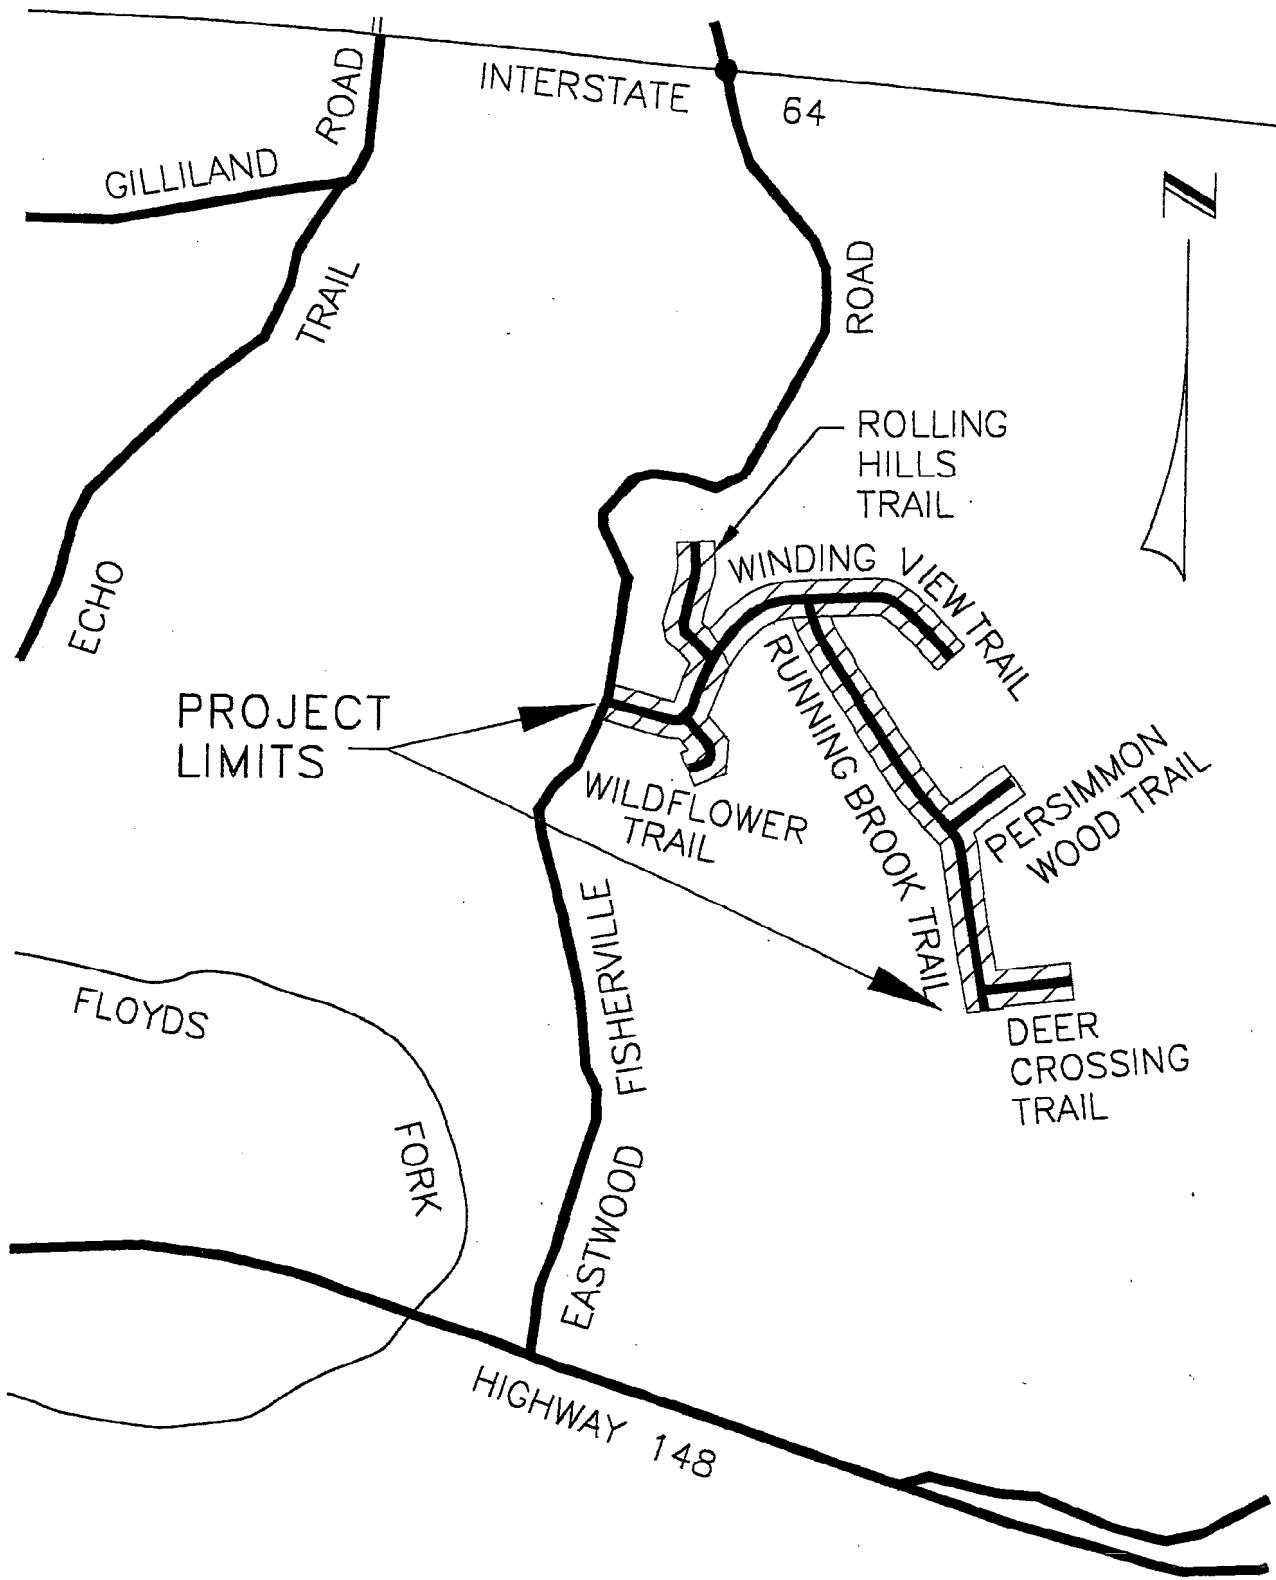 INTERSTATE 64
GILLILAND ROAD
N
ECHO TRAIL
ROAD
ROLLING
HILLS
TRAIL
WINDING VIEW TRAIL
RUNNING BROOK TRAIL
PROJECT
LIMITS
WILDFLOWER
TRAIL
PERSIMMON
WOOD TRAIL
EASTWOOD FISHERVILLE
DEER
CROSSING
TRAIL
FLOYDS FORK
HIGHWAY 148